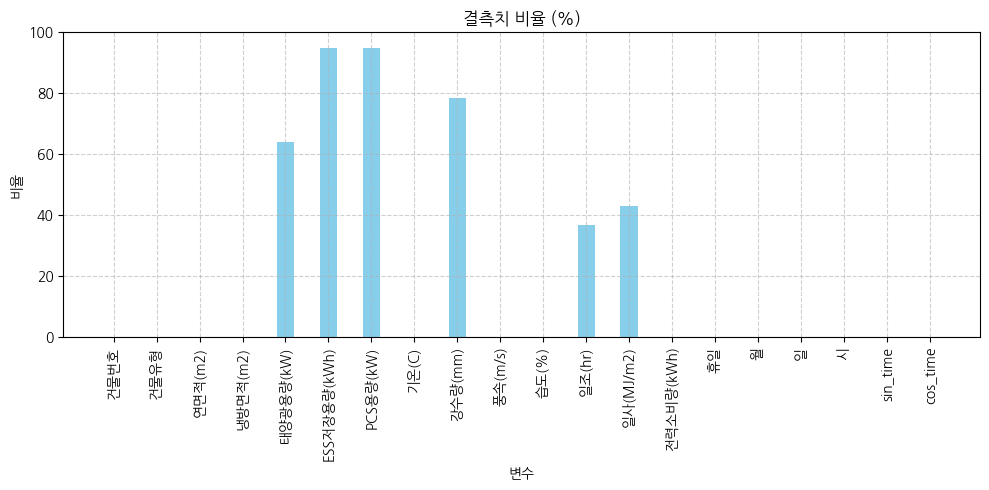 결측치 비율 (%)
비율
100
80
60
40
20
0
건물번호
건물유형
연면적(m2)
냉방면적(m2)
태양광용량(kW)
ESS저장용량(kWh)
PCS용량(kW)
기온(C)
강수량(mm)
풍속(m/s)
습도(%)
일조(hr)
일사(MJ/m2)
전력소비량(kWh)
휴일
월
일
시
sin_time
cos_time
변수